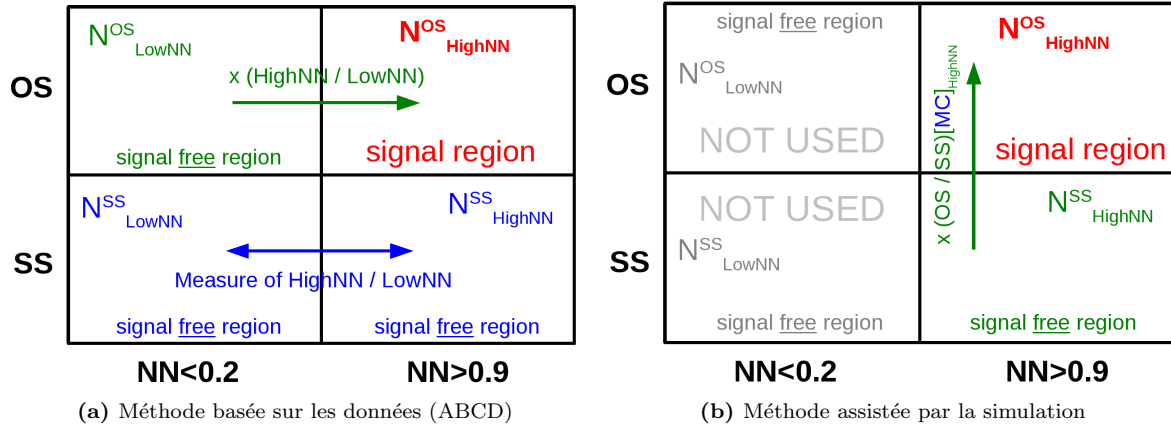 OS
N^OS_LowNN
N^OS_HighNN
x (HighNN / LowNN)
signal free region
signal region
SS
N^SS_LowNN
N^SS_HighNN
Measure of HighNN / LowNN
signal free region
signal free region
NN<0.2
NN>0.9
(a) Méthode basée sur les données (ABCD)
OS
signal free region
N^OS_LowNN
NOT USED
N^OS_HighNN
x (OS / SS)[MC]_HighNN
signal region
SS
NOT USED
N^SS_LowNN
signal free region
N^SS_HighNN
signal free region
NN<0.2
NN>0.9
(b) Méthode assistée par la simulation